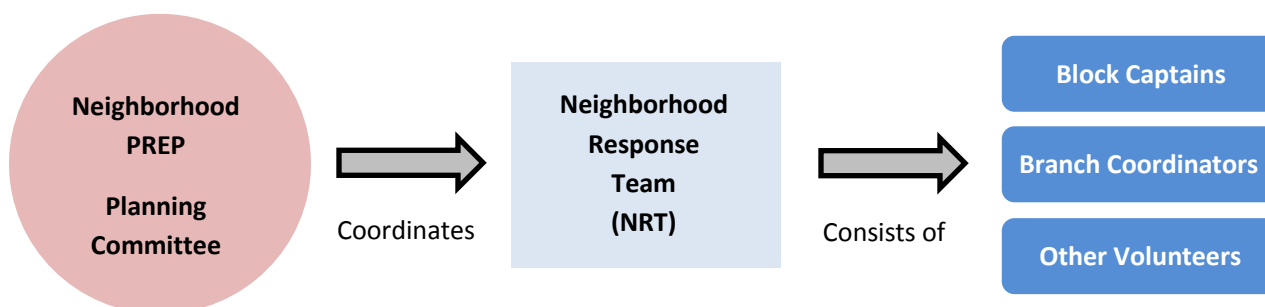 Neighborhood
PREP
Planning
Committee
Coordinates
Neighborhood
Response
Team
(NRT)
Consists of
Block Captains
Branch Coordinators
Other Volunteers